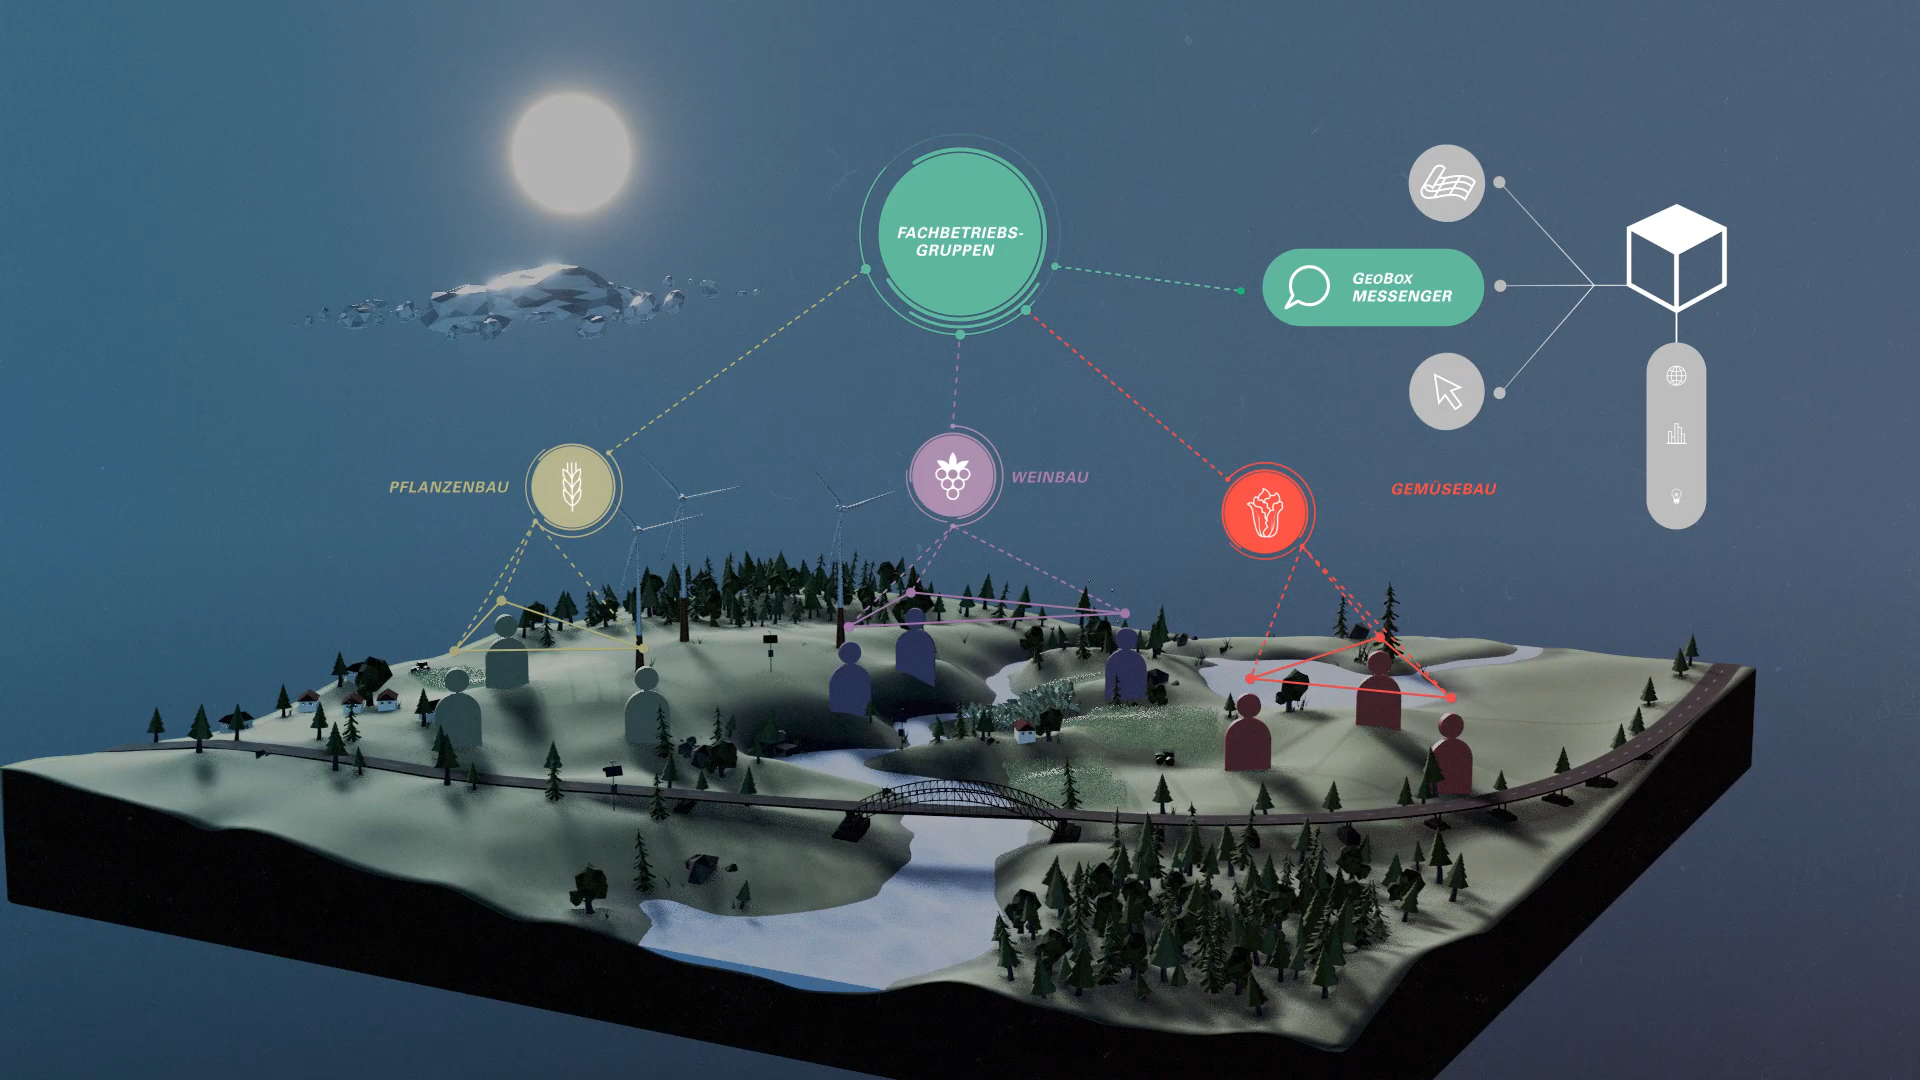 FACHBETRIEBS-
GRUPPEN
GEOBOX
MESSENGER
PFLANZENBAU
WEINBAU
GEMÜSEBAU